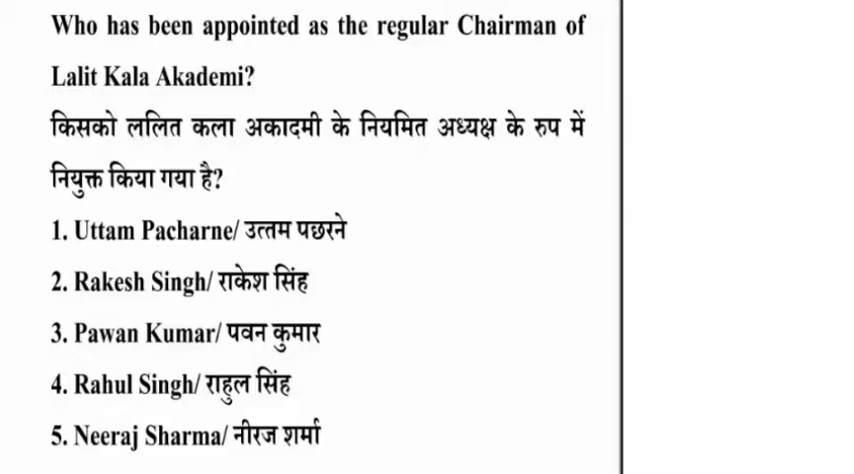 Who has been appointed as the regular Chairman of
Lalit Kala Akademi?
किसको ललित कला अकादमी के नियमित अध्यक्ष के रुप में
नियुक्त किया गया है?
1. Uttam Pacharne/ उत्तम पछरने
2. Rakesh Singh/ राकेश सिंह
3. Pawan Kumar/ पवन कुमार
4. Rahul Singh/ राहुल सिंह
5. Neeraj Sharma/ नीरज शर्मा